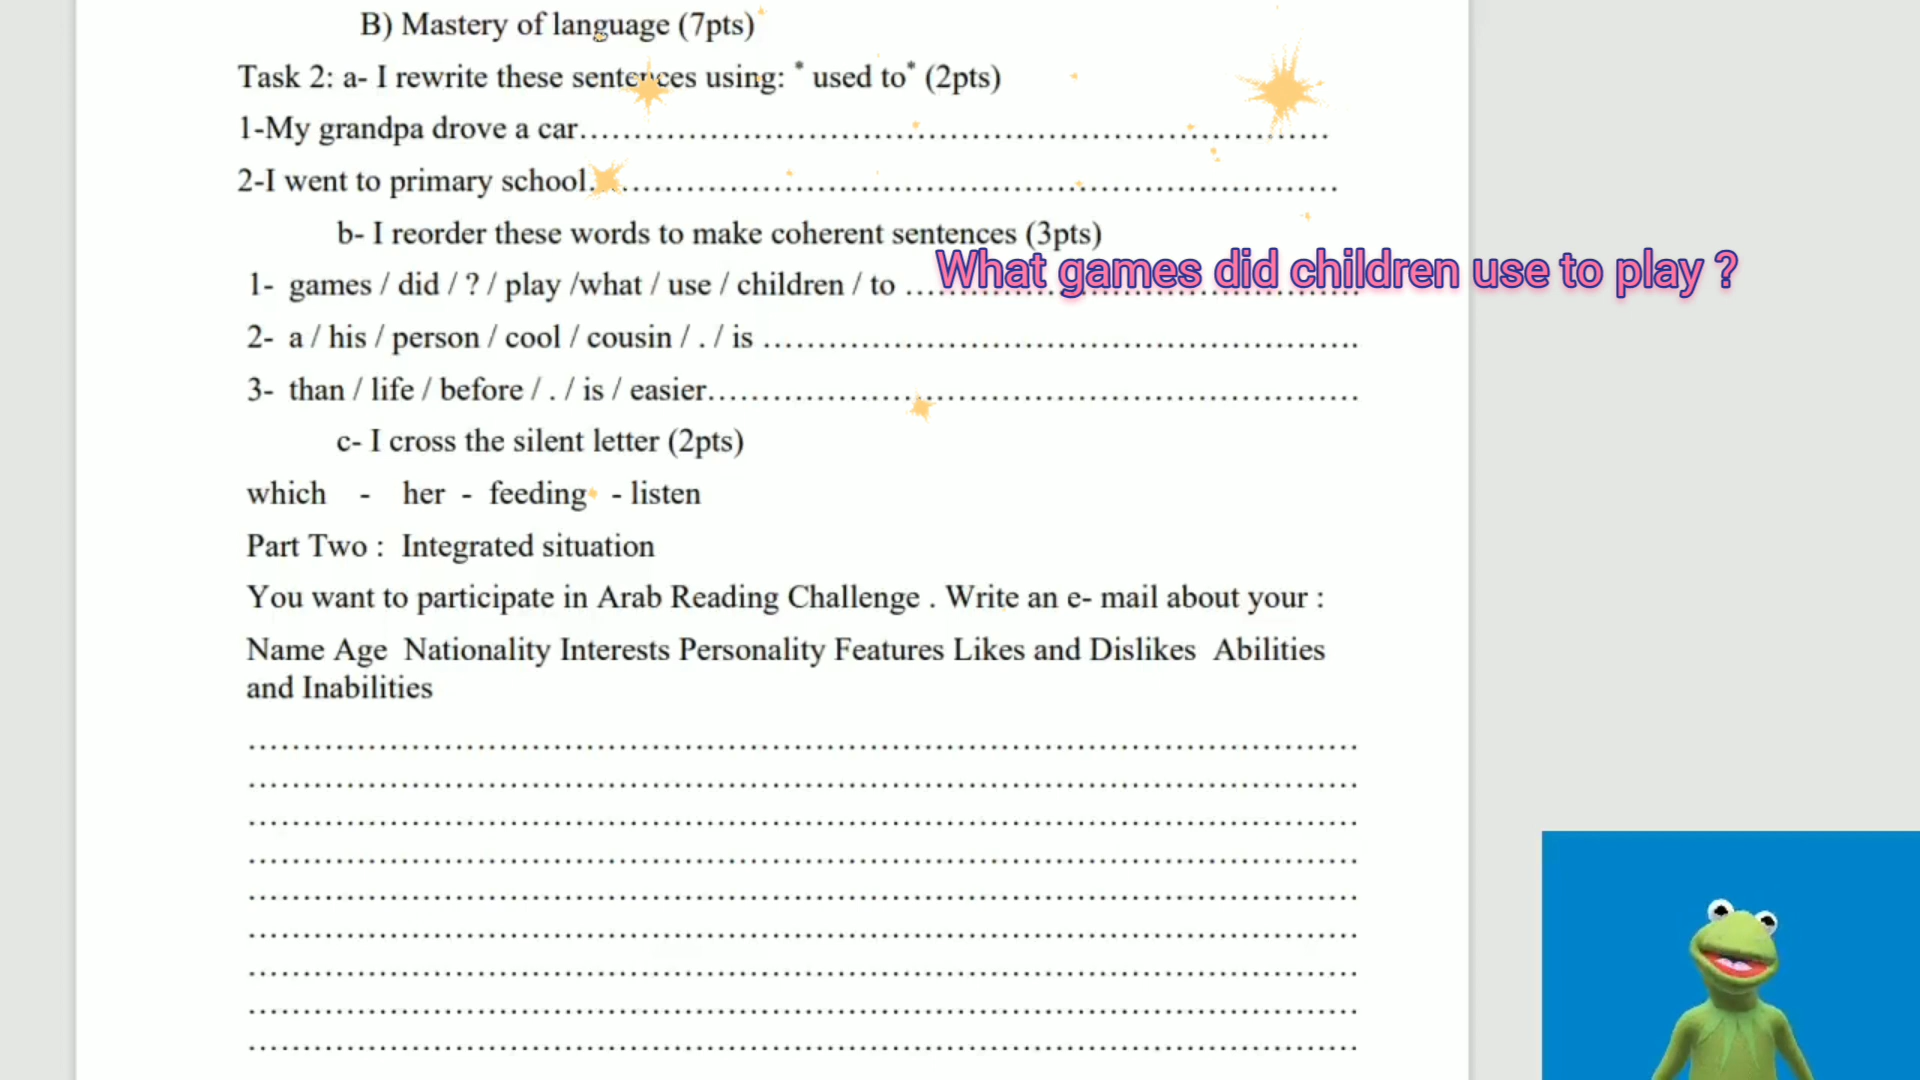 B) Mastery of language (7pts)
Task 2: a- I rewrite these sentences using: * used to* (2pts)
1-My grandpa drove a car.............................................................................
2-I went to primary school.............................................................................
b- I reorder these words to make coherent sentences (3pts)
1- games / did / ? / play /what / use / children / to ............................................. What games did children use to play ?
2- a / his / person / cool / cousin / . / is ..............................................................
3- than / life / before / . / is / easier....................................................................
c- I cross the silent letter (2pts)
which - her - feeding - listen
Part Two : Integrated situation
You want to participate in Arab Reading Challenge . Write an e- mail about your :
Name Age Nationality Interests Personality Features Likes and Dislikes Abilities
and Inabilities